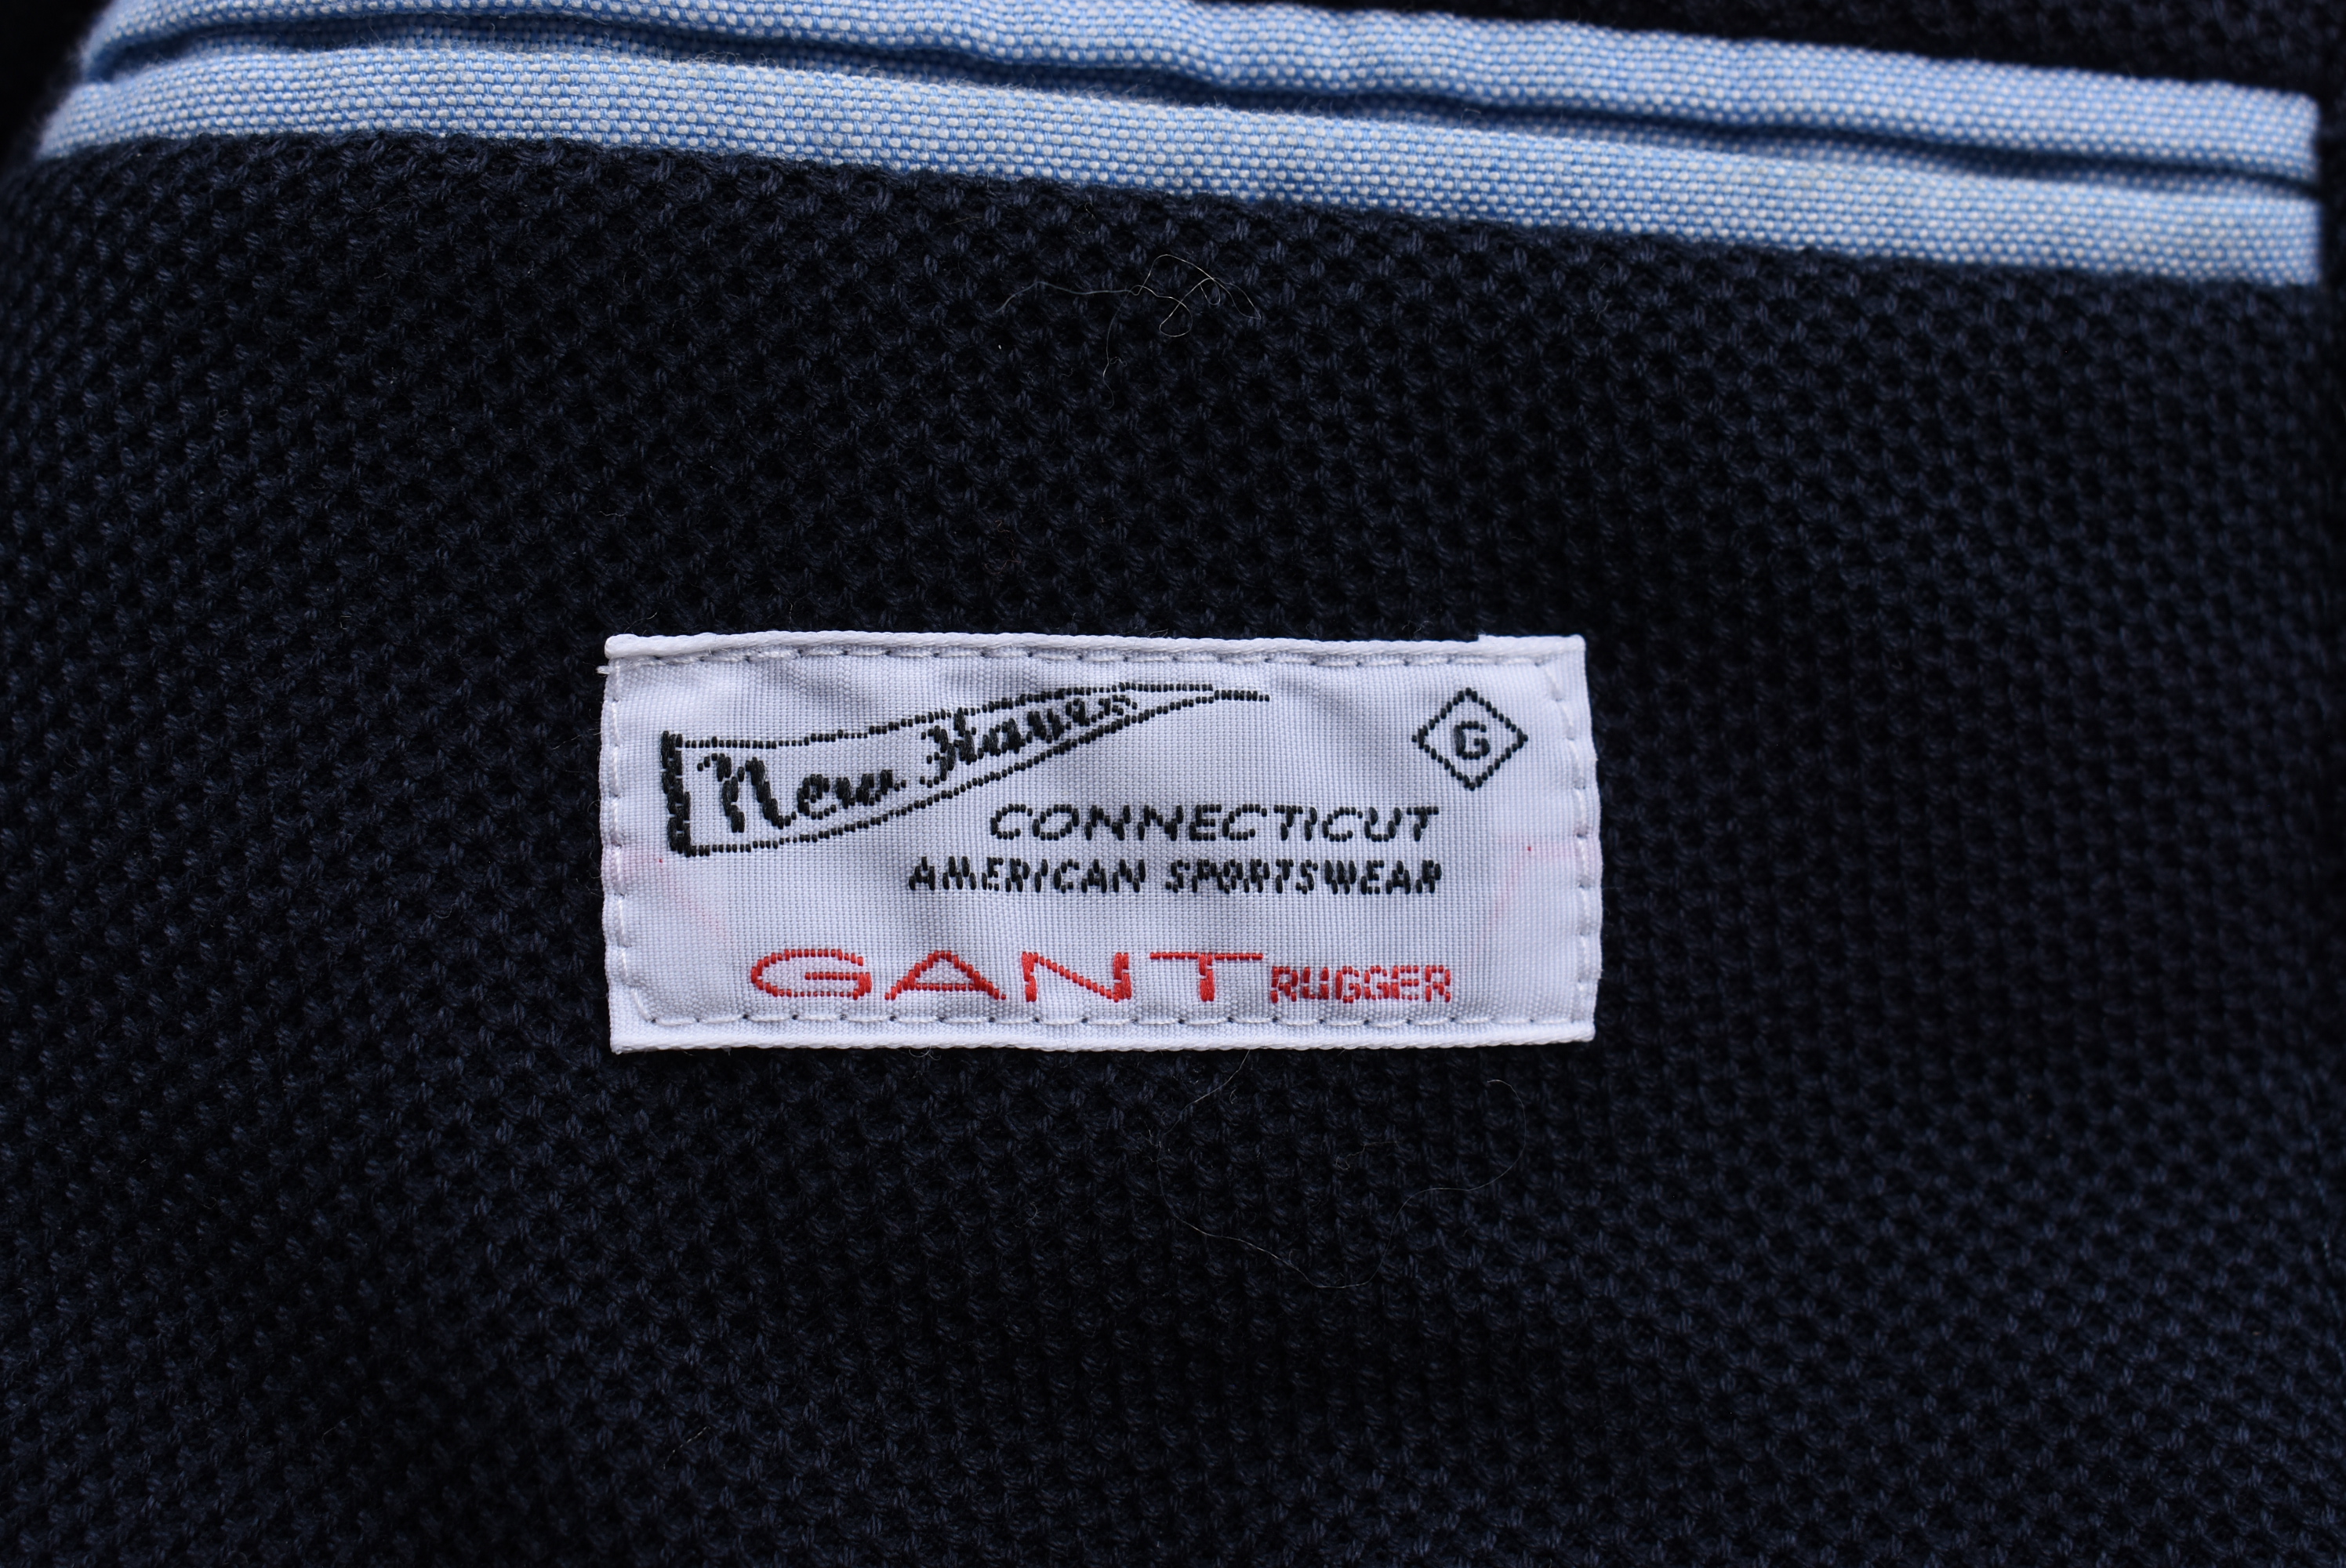 New Haven
G
CONNECTICUT
AMERICAN SPORTSWEAR
GANT RUGGER